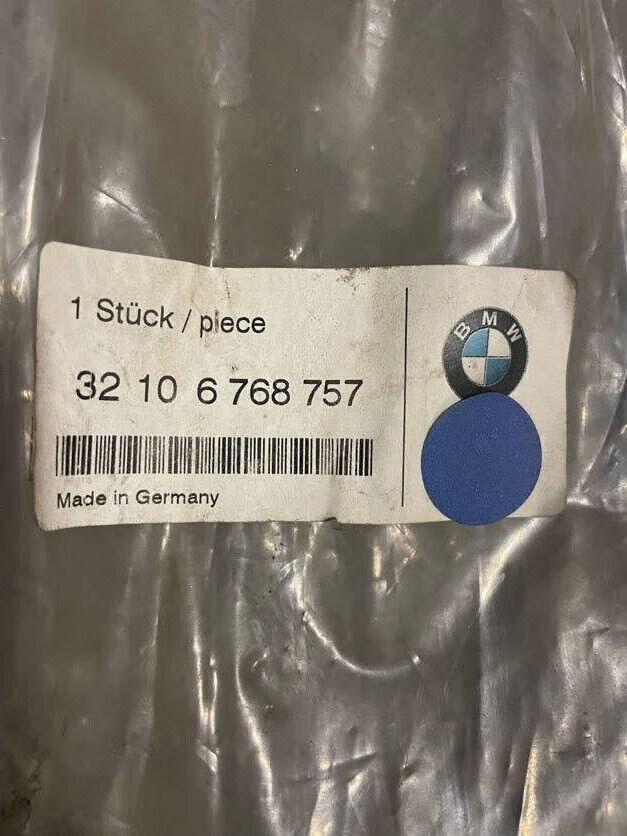 1 Stück / piece
BMW
32 10 6 768 757
Made in Germany